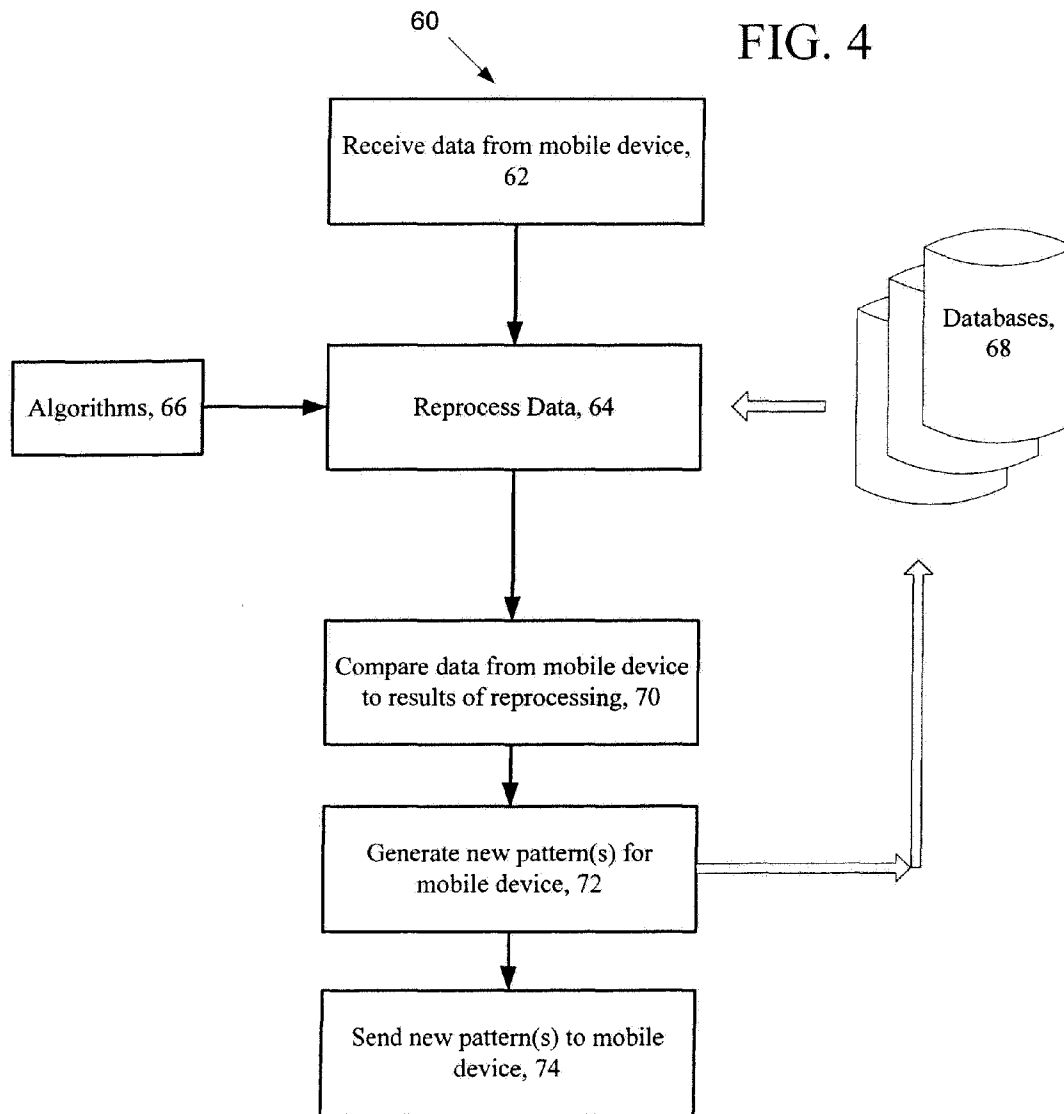 60
FIG. 4
Receive data from mobile device,
62
Algorithms, 66
Reprocess Data, 64
Databases,
68
Compare data from mobile device
to results of reprocessing, 70
Generate new pattern(s) for
mobile device, 72
Send new pattern(s) to mobile
device, 74